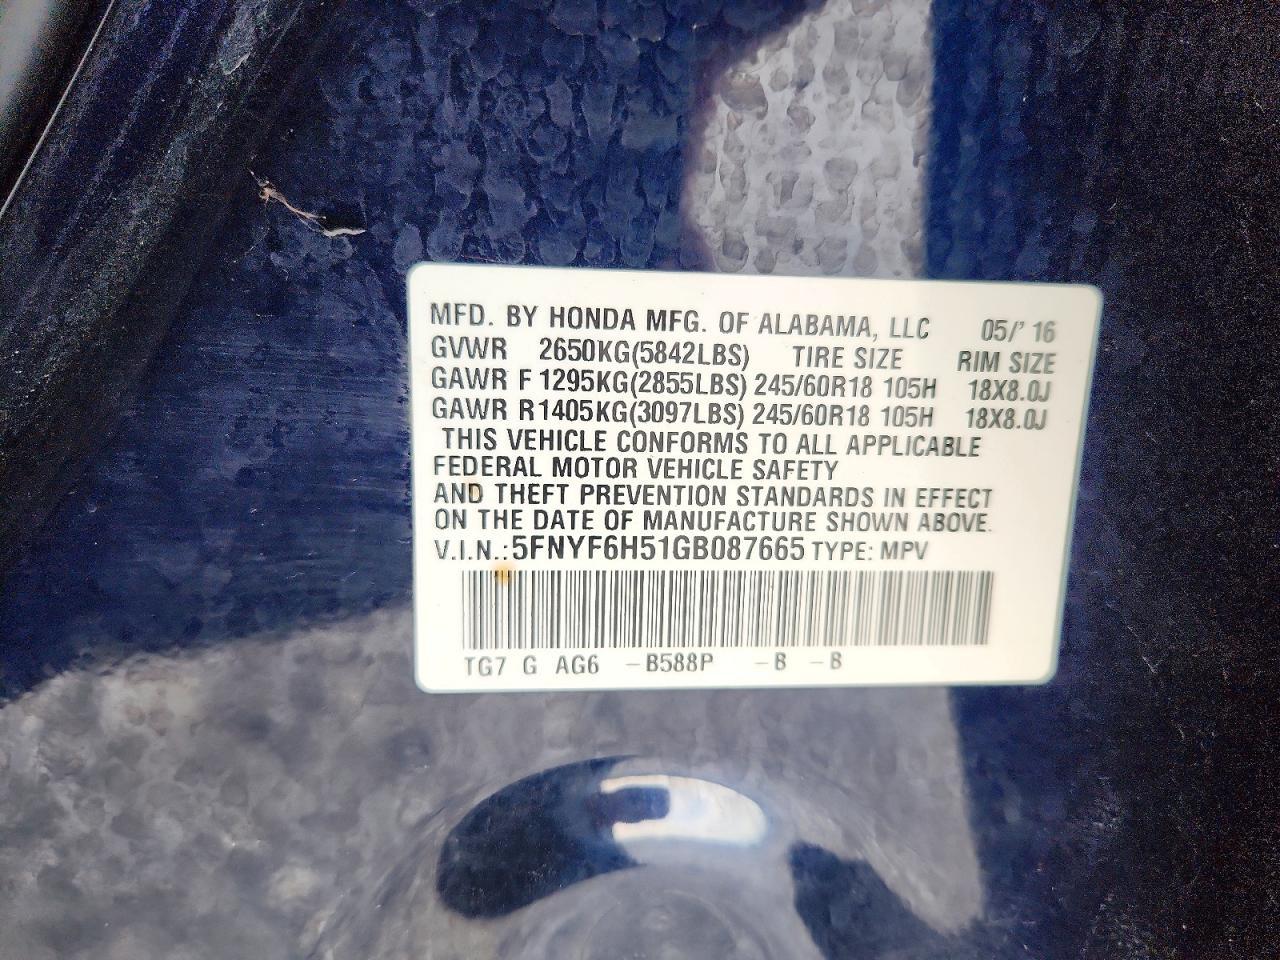 MFD. BY HONDA MFG. OF ALABAMA, LLC 05/' 16
GVWR 2650KG(5842LBS) TIRE SIZE RIM SIZE
GAWR F 1295KG(2855LBS) 245/60R18 105H 18X8.0J
GAWR R1405KG(3097LBS) 245/60R18 105H 18X8.0J
THIS VEHICLE CONFORMS TO ALL APPLICABLE
FEDERAL MOTOR VEHICLE SAFETY
AND THEFT PREVENTION STANDARDS IN EFFECT
ON THE DATE OF MANUFACTURE SHOWN ABOVE.
V.I.N.:5FNYF6H51GB087665 TYPE: MPV
TG7 G AG6 -B588P -B -B